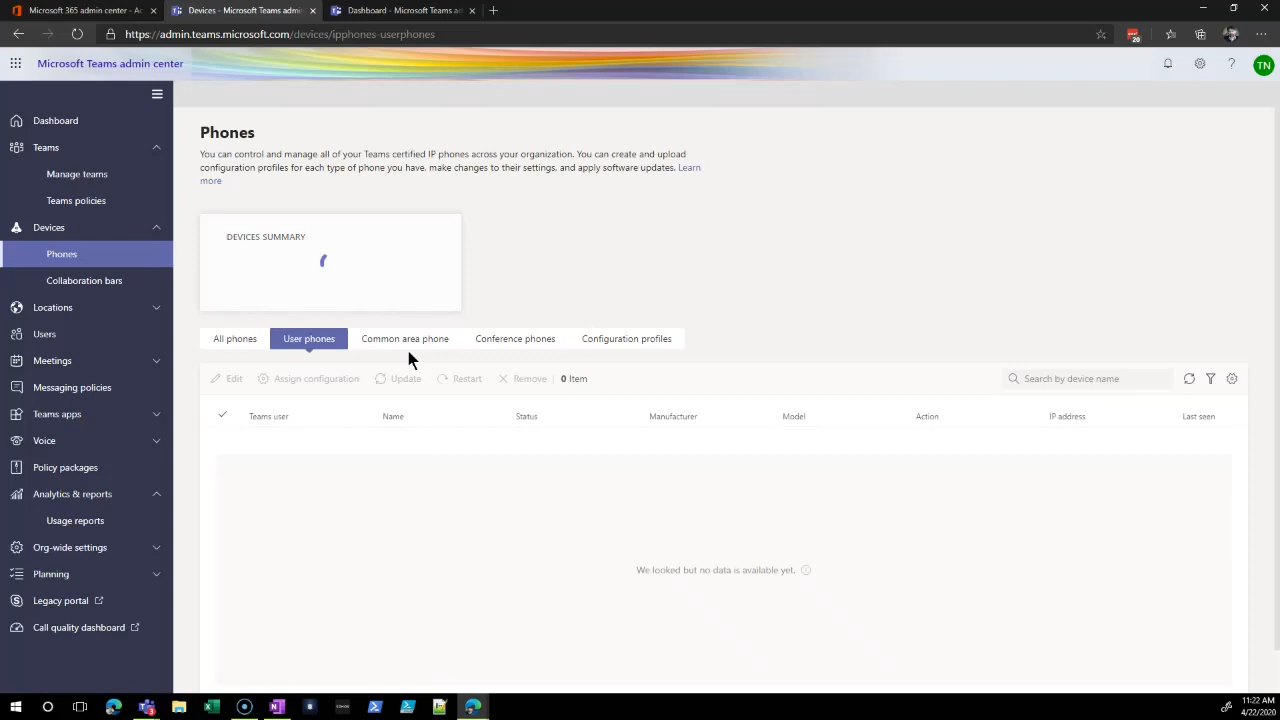 Microsoft 365 admin center - Ac
Devices - Microsoft Teams admi
Dashboard - Microsoft Teams ad
https://admin.teams.microsoft.com/devices/ipphones-userphones
20
Microsoft Teams admin center
TN
Dashboard
Teams
Manage teams
Teams policies
Devices
Phones
Collaboration bars
Locations
Users
Meetings
Messaging policies
Teams apps
Voice
Policy packages
Analytics & reports
Usage reports
Org-wide settings
Planning
Legacy portal
Call quality dashboard
Phones
You can control and manage all of your Teams certified IP phones across your organization. You can create and upload
configuration profiles for each type of phone you have, make changes to their settings, and apply software updates. Learn
more
DEVICES SUMMARY
All phones User phones Common area phone Conference phones Configuration profiles
Edit Assign configuration Update Restart Remove 0 Item Search by device name
Teams user Name Status Manufacturer Model Action IP address Last seen
We looked but no data is available yet.
11:22 AM
4/22/2020